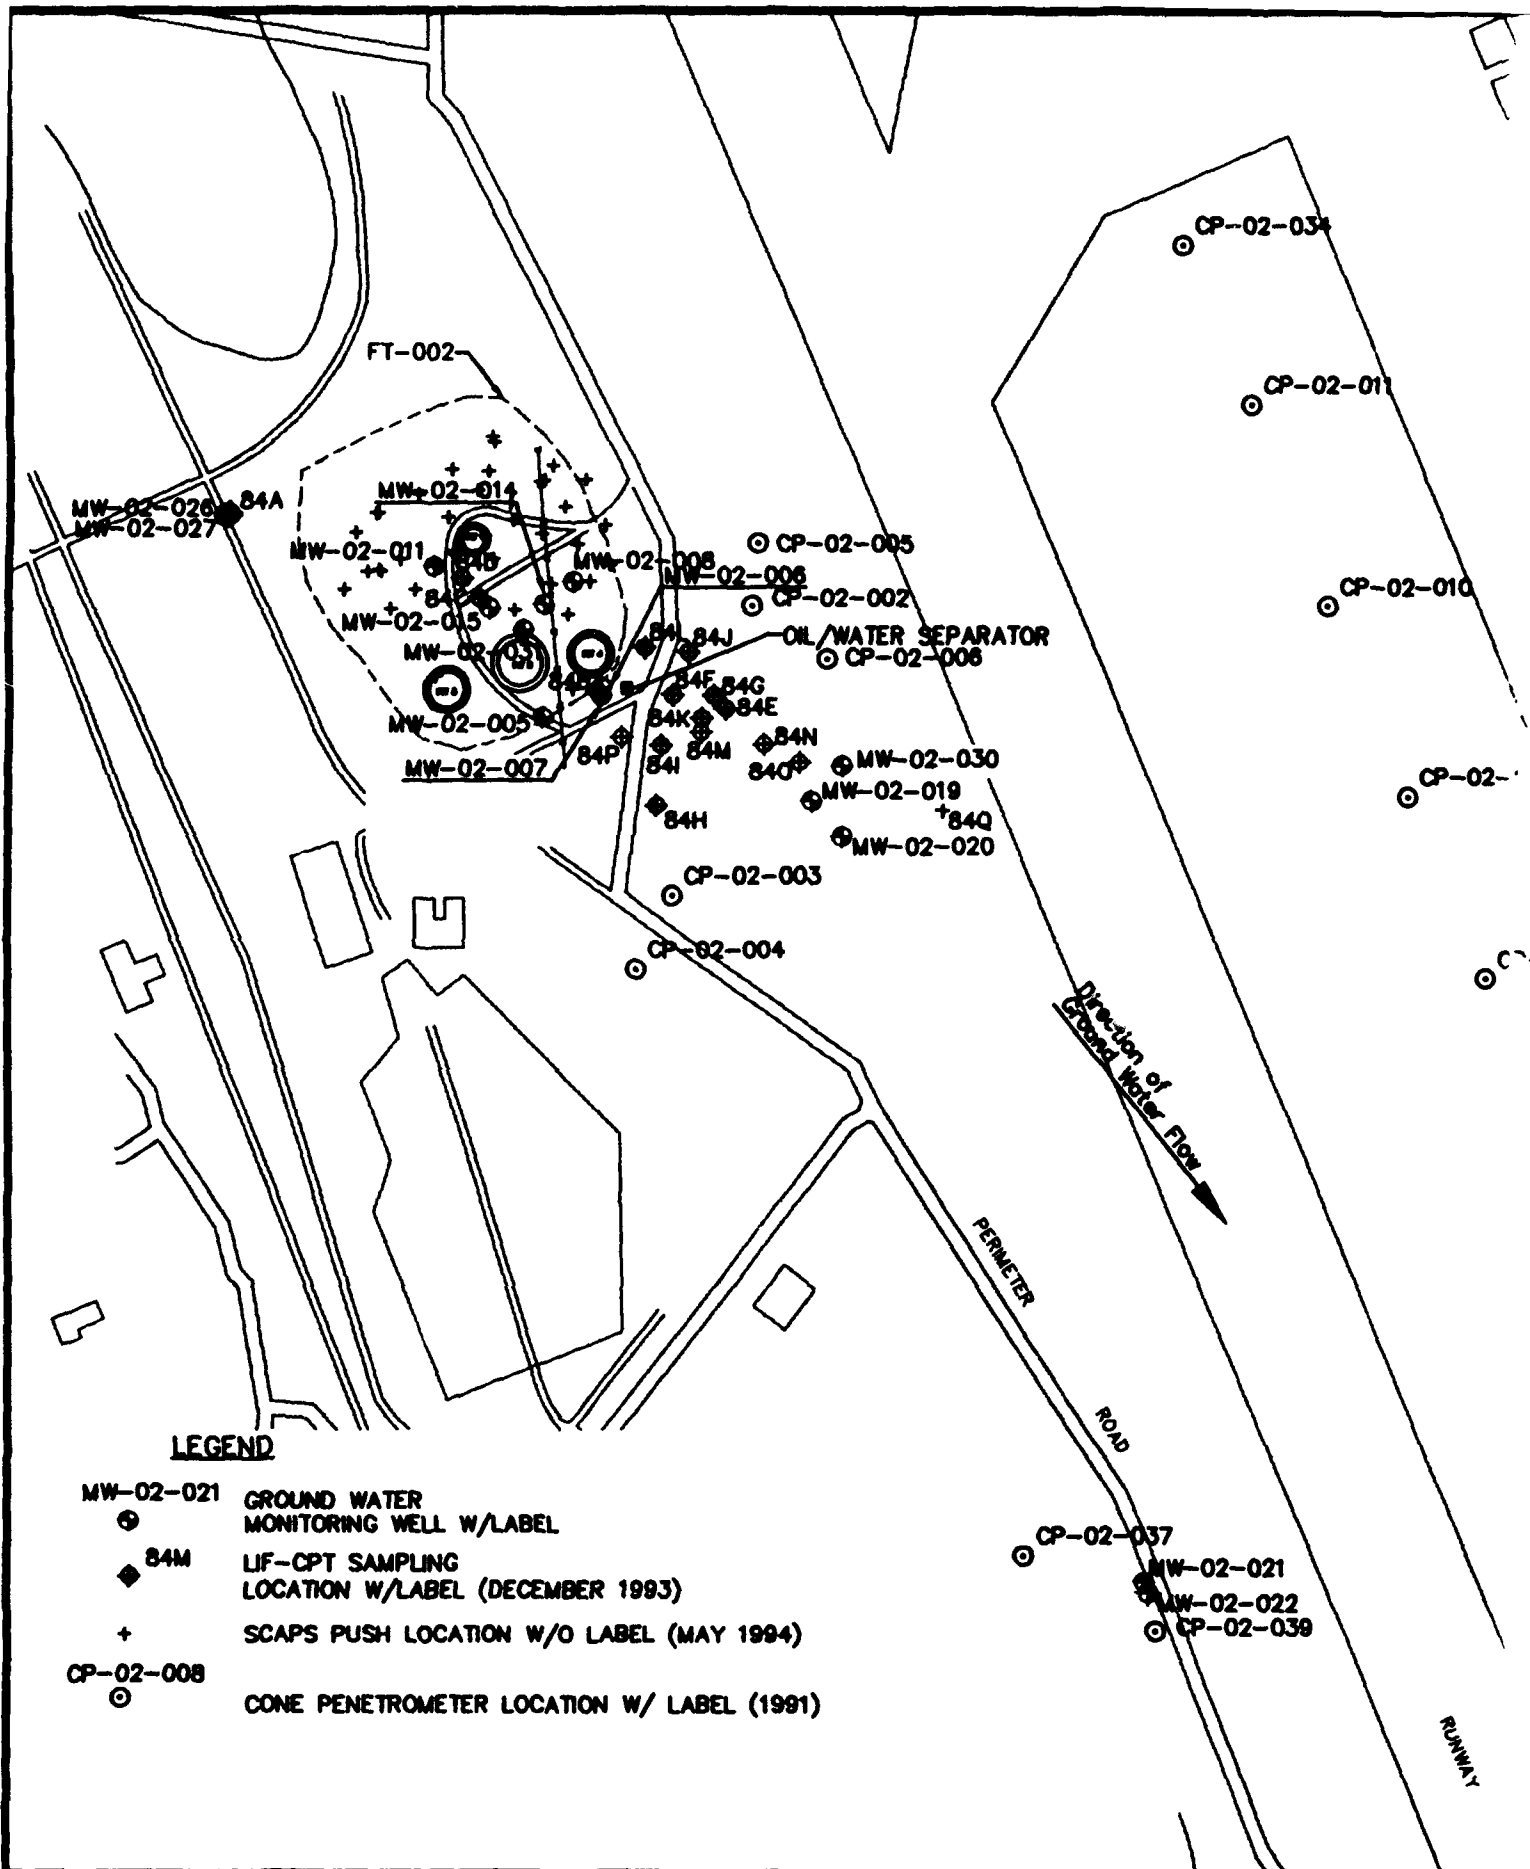 CP-02-034
FT-002
CP-02-011
MW-02-014
MW-02-026
84A
MW-02-027
CP-02-005
MW-02-011
84D
MW-02-008
MW-02-006
CP-02-002
CP-02-010
MW-02-015
OIL/WATER SEPARATOR
84J
MW-02-031
CP-02-006
84F
84G
84E
MW-02-005
84K
84P
84M
84N
84I
MW-02-007
84O
MW-02-030
CP-02-
MW-02-019
84H
84Q
MW-02-020
CP-02-003
CP-02-004
Direction of
Ground Water Flow
PERIMETER
ROAD
LEGEND
MW-02-021
GROUND WATER
MONITORING WELL W/LABEL
84M
LIF-CPT SAMPLING
LOCATION W/LABEL (DECEMBER 1993)
SCAPS PUSH LOCATION W/O LABEL (MAY 1994)
CP-02-008
CONE PENETROMETER LOCATION W/ LABEL (1991)
CP-02-037
MW-02-021
MW-02-022
CP-02-039
RUNWAY